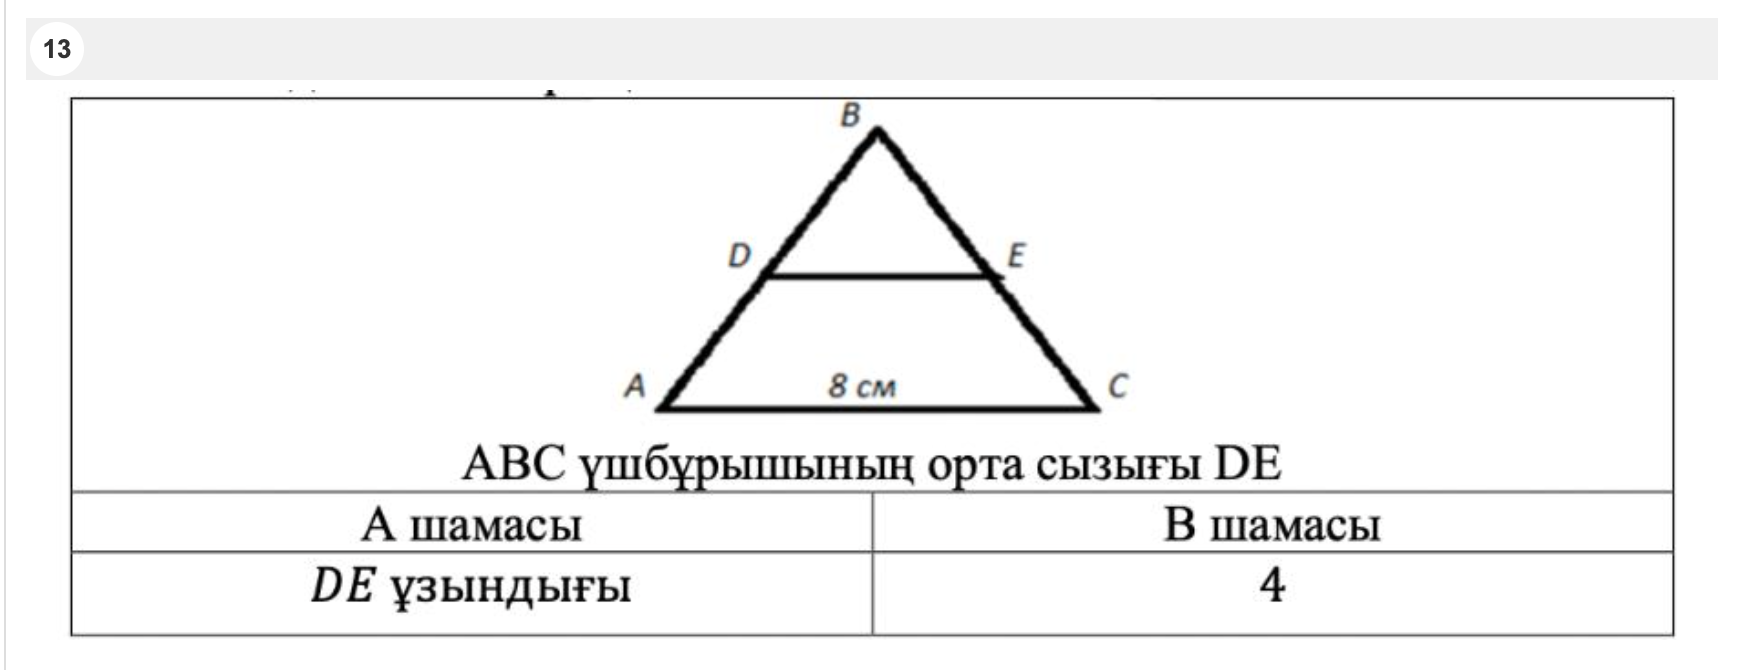 13
B
D
E
A
8 см
C
ABC үшбұрышының орта сызығы DE
А шамасы
В шамасы
DE ұзындығы
4